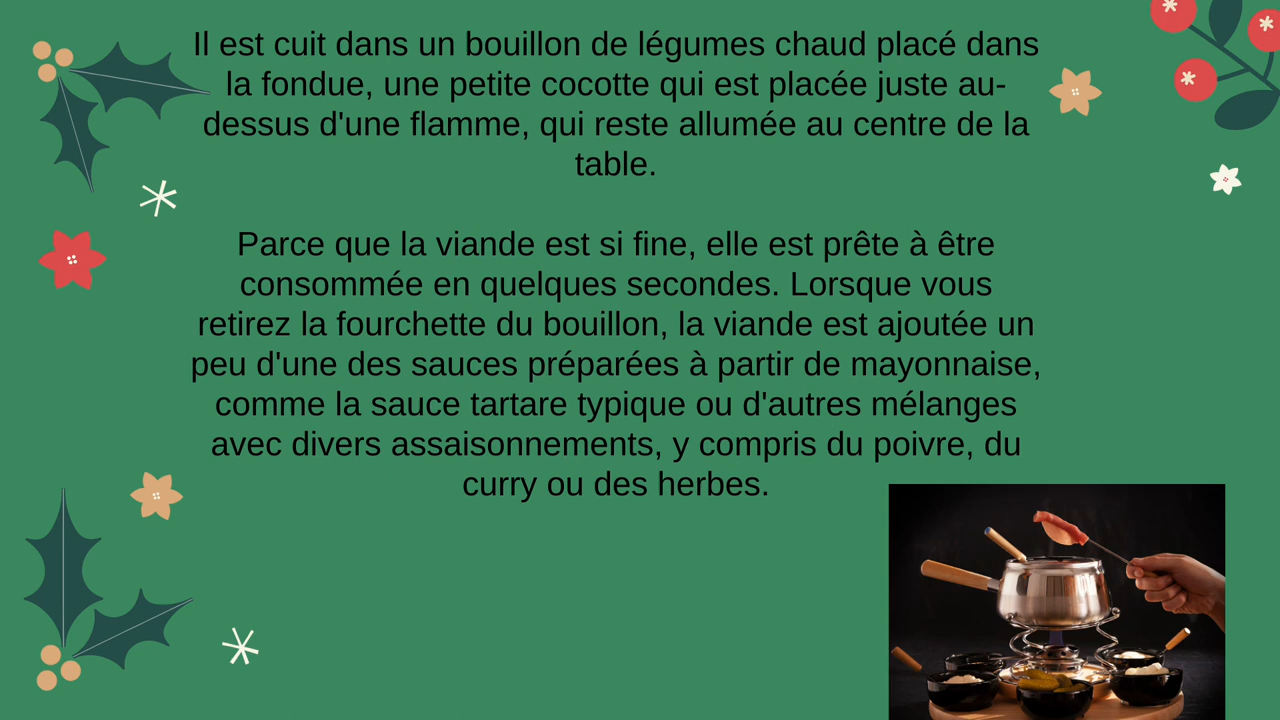 Il est cuit dans un bouillon de légumes chaud placé dans
la fondue, une petite cocotte qui est placée juste au-
dessus d'une flamme, qui reste allumée au centre de la
table.
Parce que la viande est si fine, elle est prête à être
consommée en quelques secondes. Lorsque vous
retirez la fourchette du bouillon, la viande est ajoutée un
peu d'une des sauces préparées à partir de mayonnaise,
comme la sauce tartare typique ou d'autres mélanges
avec divers assaisonnements, y compris du poivre, du
curry ou des herbes.